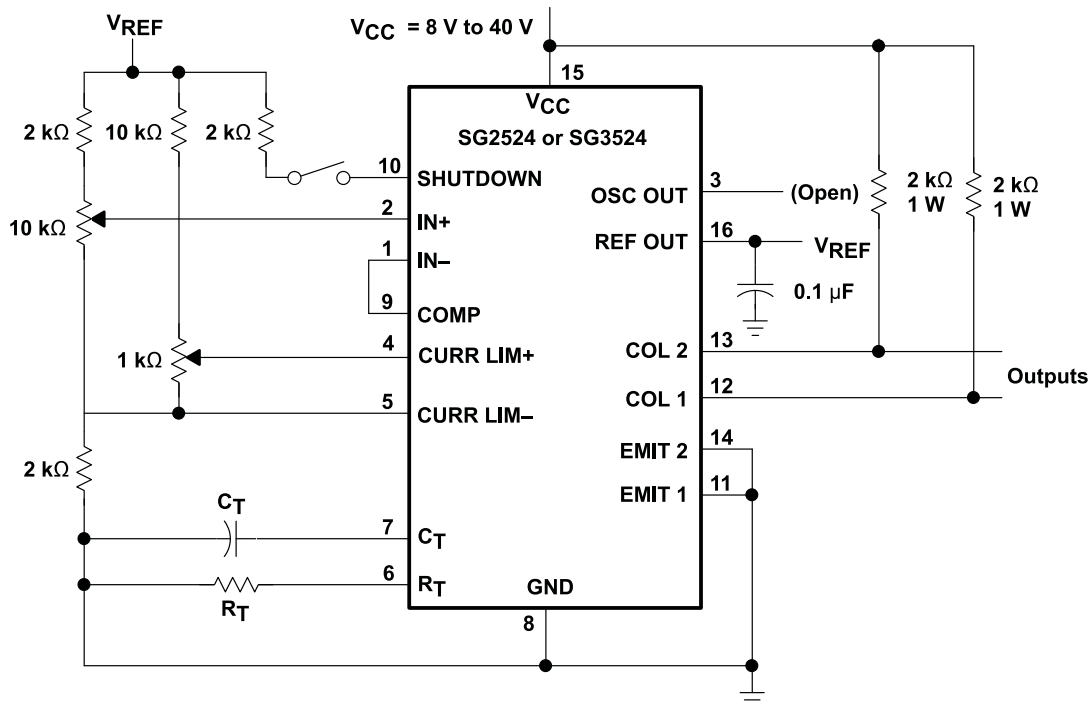 VREF
VCC = 8 V to 40 V
15
VCC
SG2524 or SG3524
2 kΩ
10 kΩ
2 kΩ
10
SHUTDOWN
3
OSC OUT
(Open)
2 kΩ
1 W
2 kΩ
1 W
10 kΩ
2
IN+
16
REF OUT
VREF
1
IN–
0.1 µF
9
COMP
4
CURR LIM+
13
COL 2
1 kΩ
Outputs
12
COL 1
5
CURR LIM–
14
EMIT 2
2 kΩ
11
EMIT 1
CT
7
CT
6
RT
RT
GND
8